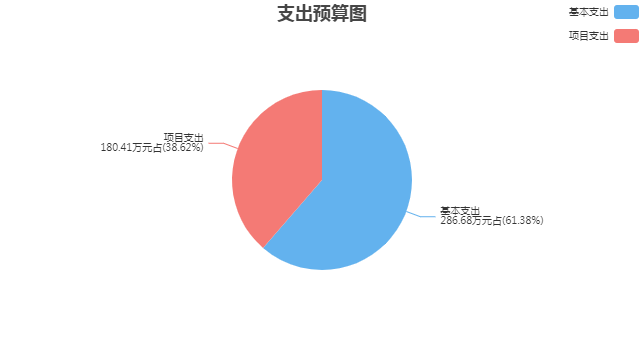 支出预算图
基本支出
项目支出
项目支出
180.41万元占(38.62%)
基本支出
286.68万元占(61.38%)